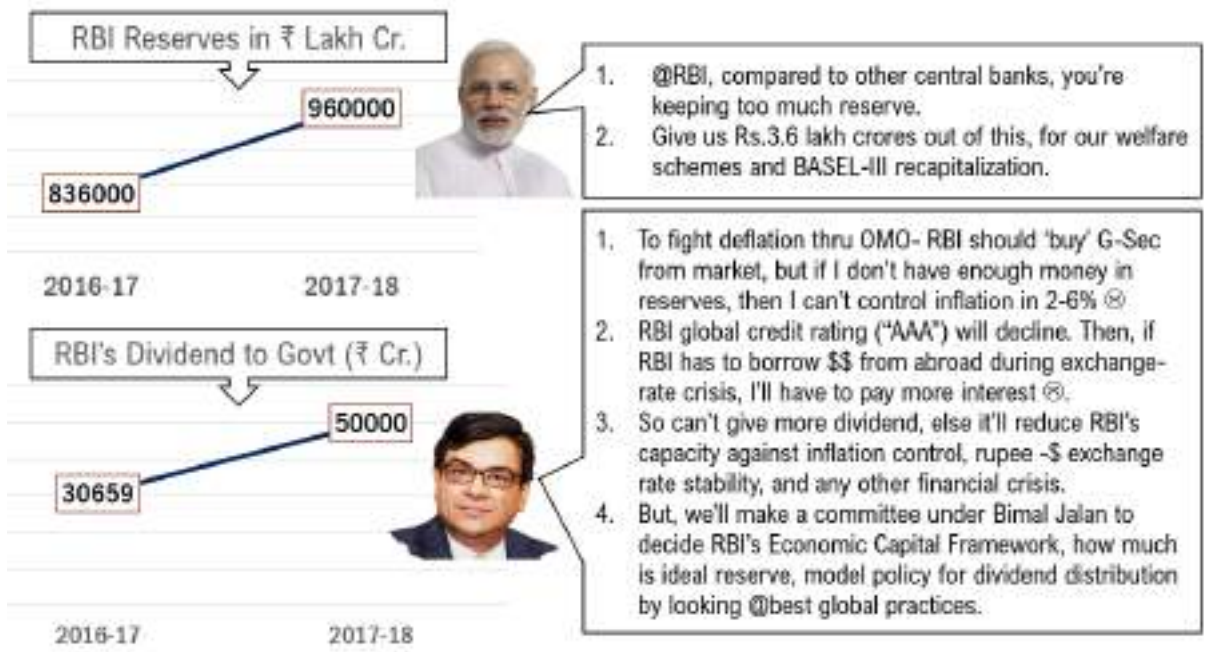 RBI Reserves in ₹ Lakh Cr.
960000
836000
2016-17 2017-18
1. @RBI, compared to other central banks, you're
keeping too much reserve.
2. Give us Rs.3.6 lakh crores out of this, for our welfare
schemes and BASEL-III recapitalization.
RBI's Dividend to Govt (₹ Cr.)
50000
30659
2016-17 2017-18
1. To fight deflation thru OMO- RBI should 'buy' G-Sec
from market, but if I don't have enough money in
reserves, then I can't control inflation in 2-6% ☹
2. RBI global credit rating ("AAA") will decline. Then, if
RBI has to borrow $$ from abroad during exchange-
rate crisis, I'll have to pay more interest ☹.
3. So can't give more dividend, else it'll reduce RBI's
capacity against inflation control, rupee -$ exchange
rate stability, and any other financial crisis.
4. But, we'll make a committee under Bimal Jalan to
decide RBI's Economic Capital Framework, how much
is ideal reserve, model policy for dividend distribution
by looking @best global practices.